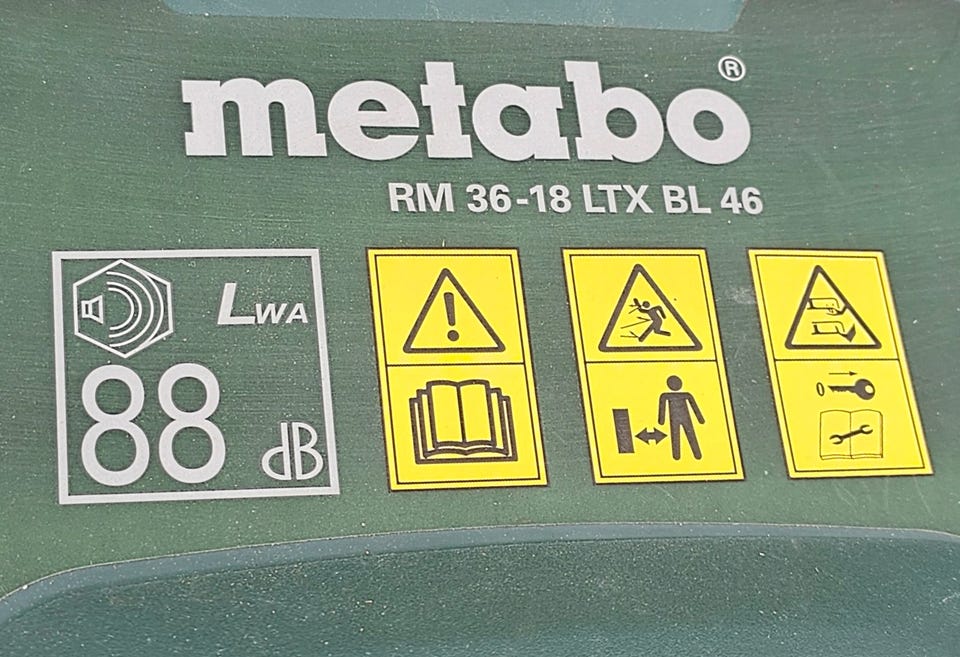 metabo®
RM 36-18 LTX BL 46
LWA
88 dB